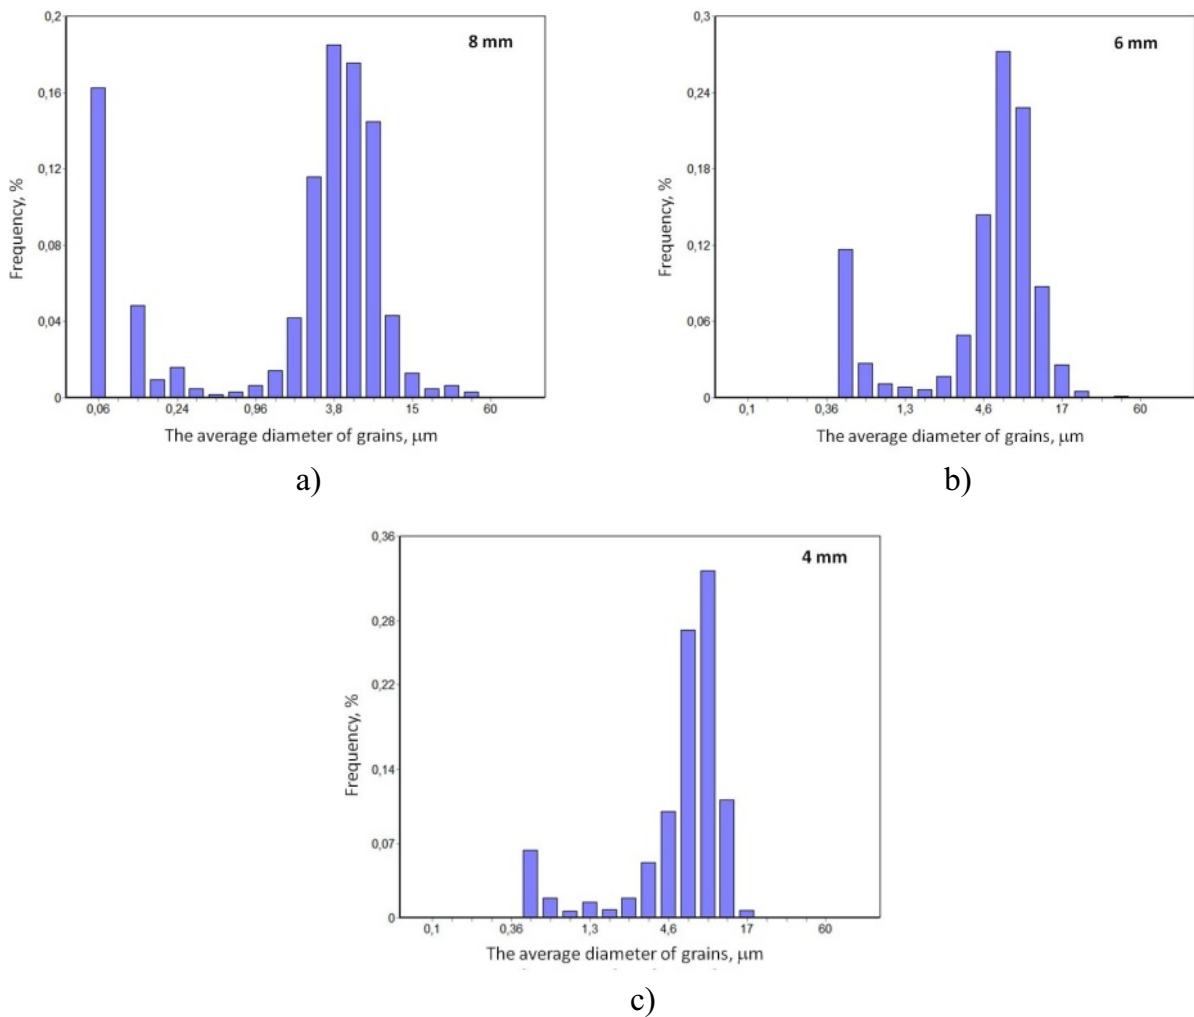 0,2
8 mm
0,16
0,12
0,08
0,04
0
Frequency, %
0,06 0,24 0,96 3,8 15 60
The average diameter of grains, μm
a)
0,3
6 mm
0,24
0,18
0,12
0,06
0
Frequency, %
0,1 0,36 1,3 4,6 17 60
The average diameter of grains, μm
b)
0,36
4 mm
0,28
0,22
0,14
0,07
0
Frequency, %
0,1 0,36 1,3 4,6 17 60
The average diameter of grains, μm
c)